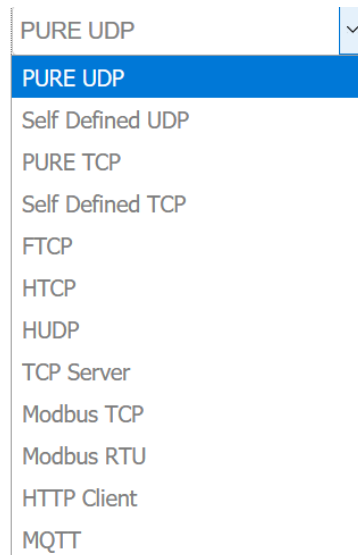 PURE UDP
PURE UDP
Self Defined UDP
PURE TCP
Self Defined TCP
FTCP
HTCP
HUDP
TCP Server
Modbus TCP
Modbus RTU
HTTP Client
MQTT